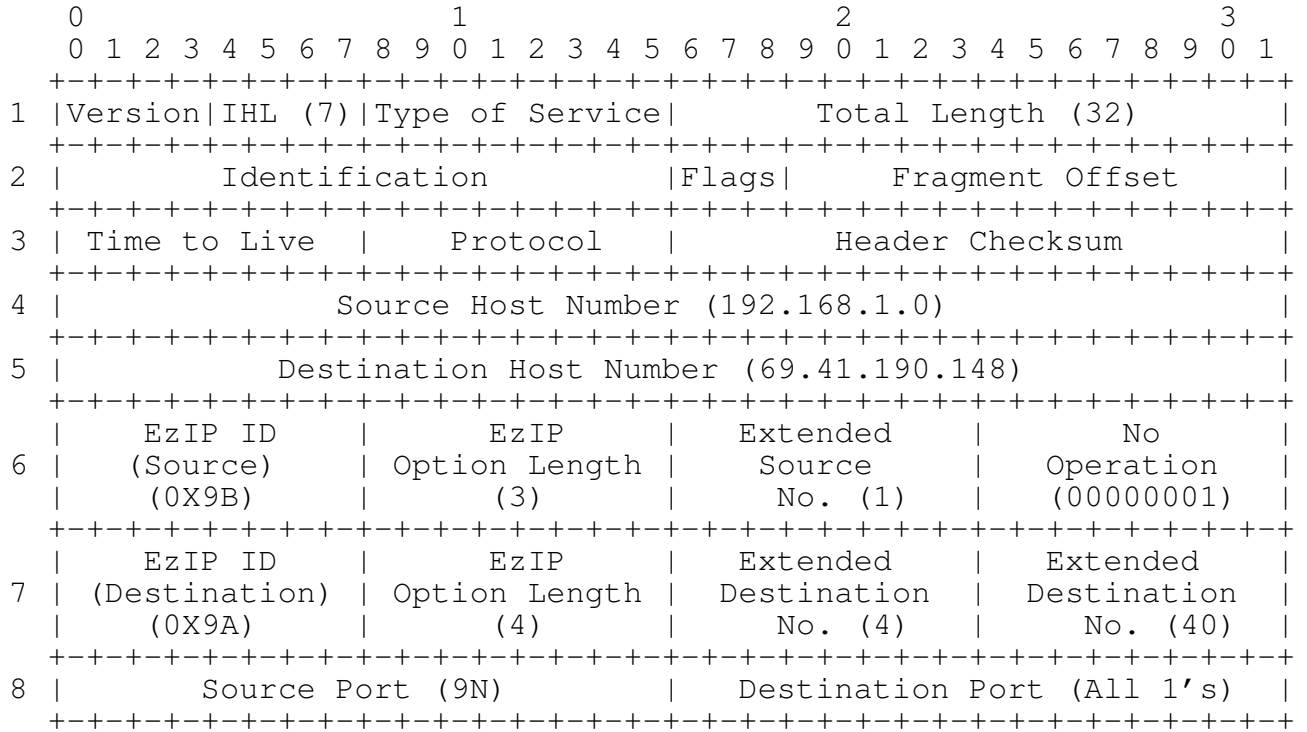 0 1 2 3
0 1 2 3 4 5 6 7 8 9 0 1 2 3 4 5 6 7 8 9 0 1 2 3 4 5 6 7 8 9 0 1
+-+-+-+-+-+-+-+-+-+-+-+-+-+-+-+-+-+-+-+-+-+-+-+-+-+-+-+-+-+-+-+-+
1 |Version|IHL (7)|Type of Service| Total Length (32) |
+-+-+-+-+-+-+-+-+-+-+-+-+-+-+-+-+-+-+-+-+-+-+-+-+-+-+-+-+-+-+-+-+
2 | Identification |Flags| Fragment Offset |
+-+-+-+-+-+-+-+-+-+-+-+-+-+-+-+-+-+-+-+-+-+-+-+-+-+-+-+-+-+-+-+-+
3 | Time to Live | Protocol | Header Checksum |
+-+-+-+-+-+-+-+-+-+-+-+-+-+-+-+-+-+-+-+-+-+-+-+-+-+-+-+-+-+-+-+-+
4 | Source Host Number (192.168.1.0) |
+-+-+-+-+-+-+-+-+-+-+-+-+-+-+-+-+-+-+-+-+-+-+-+-+-+-+-+-+-+-+-+-+
5 | Destination Host Number (69.41.190.148) |
+-+-+-+-+-+-+-+-+-+-+-+-+-+-+-+-+-+-+-+-+-+-+-+-+-+-+-+-+-+-+-+-+
| EzIP ID | EzIP | Extended | No |
6 | (Source) | Option Length | Source | Operation |
| (0X9B) | (3) | No. (1) | (00000001) |
+-+-+-+-+-+-+-+-+-+-+-+-+-+-+-+-+-+-+-+-+-+-+-+-+-+-+-+-+-+-+-+-+
| EzIP ID | EzIP | Extended | Extended |
7 | (Destination) | Option Length | Destination | Destination |
| (0X9A) | (4) | No. (4) | No. (40) |
+-+-+-+-+-+-+-+-+-+-+-+-+-+-+-+-+-+-+-+-+-+-+-+-+-+-+-+-+-+-+-+-+
8 | Source Port (9N) | Destination Port (All 1’s) |
+-+-+-+-+-+-+-+-+-+-+-+-+-+-+-+-+-+-+-+-+-+-+-+-+-+-+-+-+-+-+-+-+